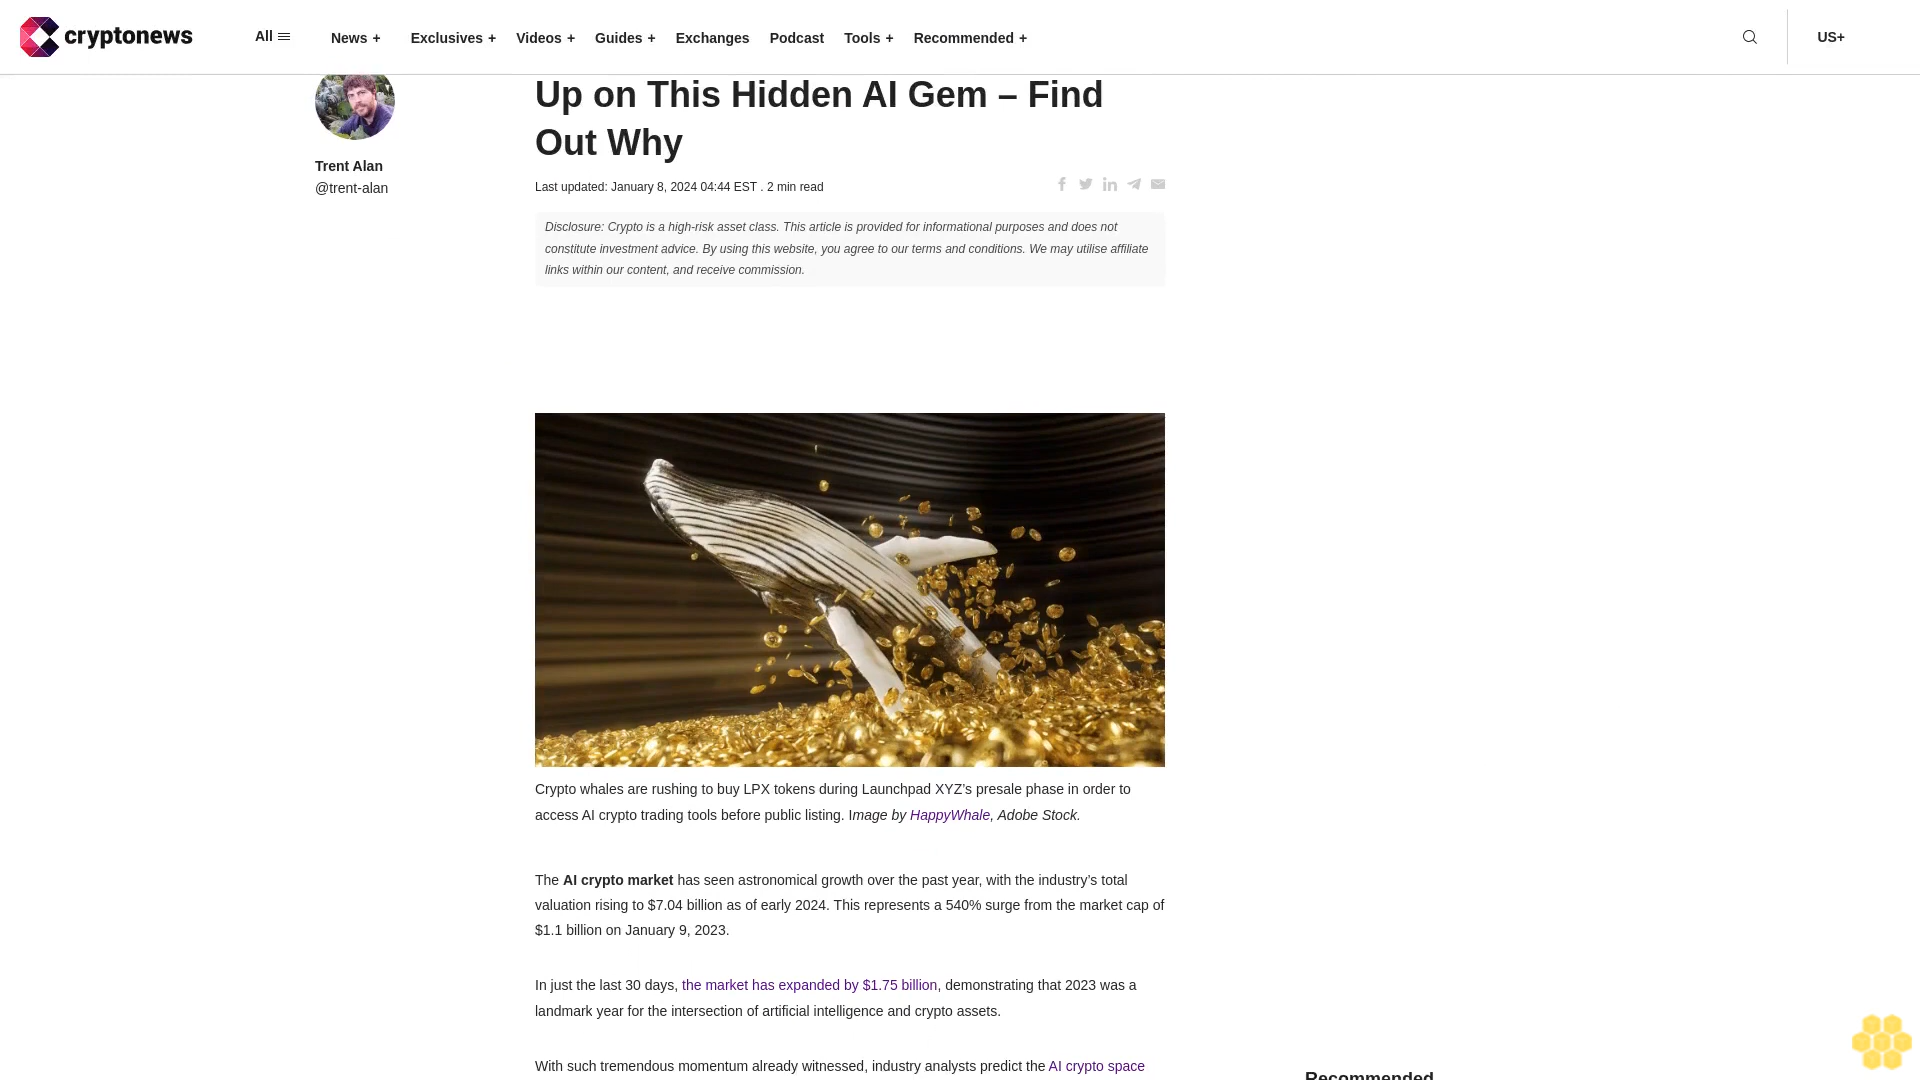 cryptonews
All
News +
Exclusives +
Videos +
Guides +
Exchanges
Podcast
Tools +
Recommended +
US+
Trent Alan
@trent-alan
Up on This Hidden AI Gem – Find
Out Why
Last updated: January 8, 2024 04:44 EST . 2 min read
Disclosure: Crypto is a high-risk asset class. This article is provided for informational purposes and does not
constitute investment advice. By using this website, you agree to our terms and conditions. We may utilise affiliate
links within our content, and receive commission.
Crypto whales are rushing to buy LPX tokens during Launchpad XYZ’s presale phase in order to
access AI crypto trading tools before public listing. Image by HappyWhale, Adobe Stock.
The AI crypto market has seen astronomical growth over the past year, with the industry’s total
valuation rising to $7.04 billion as of early 2024. This represents a 540% surge from the market cap of
$1.1 billion on January 9, 2023.
In just the last 30 days, the market has expanded by $1.75 billion, demonstrating that 2023 was a
landmark year for the intersection of artificial intelligence and crypto assets.
With such tremendous momentum already witnessed, industry analysts predict the AI crypto space
Recommended